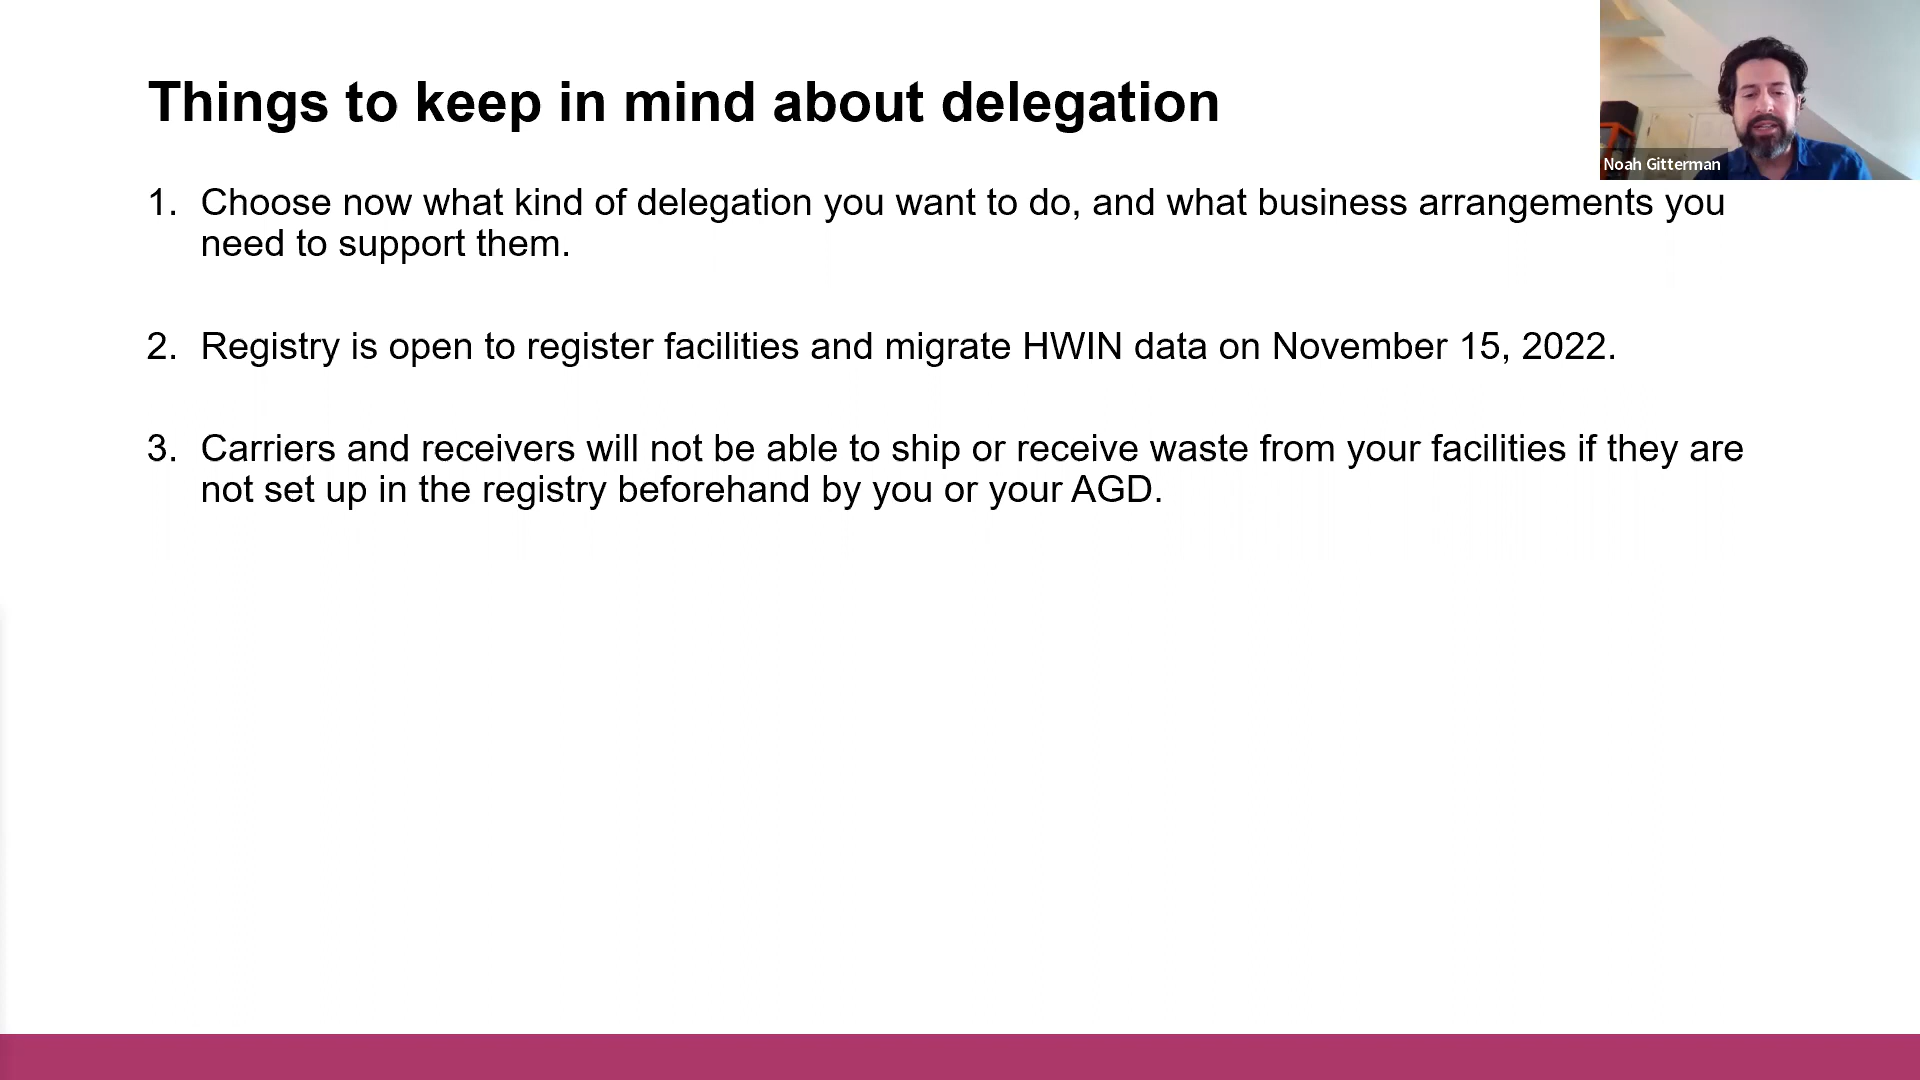 Things to keep in mind about delegation
Noah Gitterman
1. Choose now what kind of delegation you want to do, and what business arrangements you
need to support them.
2. Registry is open to register facilities and migrate HWIN data on November 15, 2022.
3. Carriers and receivers will not be able to ship or receive waste from your facilities if they are
not set up in the registry beforehand by you or your AGD.